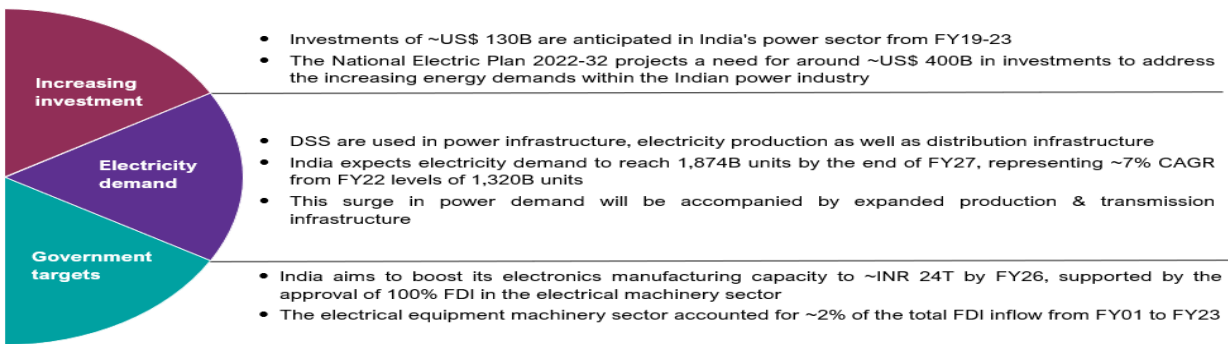 Increasing
investment
• Investments of ~US$ 130B are anticipated in India's power sector from FY19-23
• The National Electric Plan 2022-32 projects a need for around ~US$ 400B in investments to address
the increasing energy demands within the Indian power industry
Electricity
demand
• DSS are used in power infrastructure, electricity production as well as distribution infrastructure
• India expects electricity demand to reach 1,874B units by the end of FY27, representing ~7% CAGR
from FY22 levels of 1,320B units
• This surge in power demand will be accompanied by expanded production & transmission
infrastructure
Government
targets
• India aims to boost its electronics manufacturing capacity to ~INR 24T by FY26, supported by the
approval of 100% FDI in the electrical machinery sector
• The electrical equipment machinery sector accounted for ~2% of the total FDI inflow from FY01 to FY23